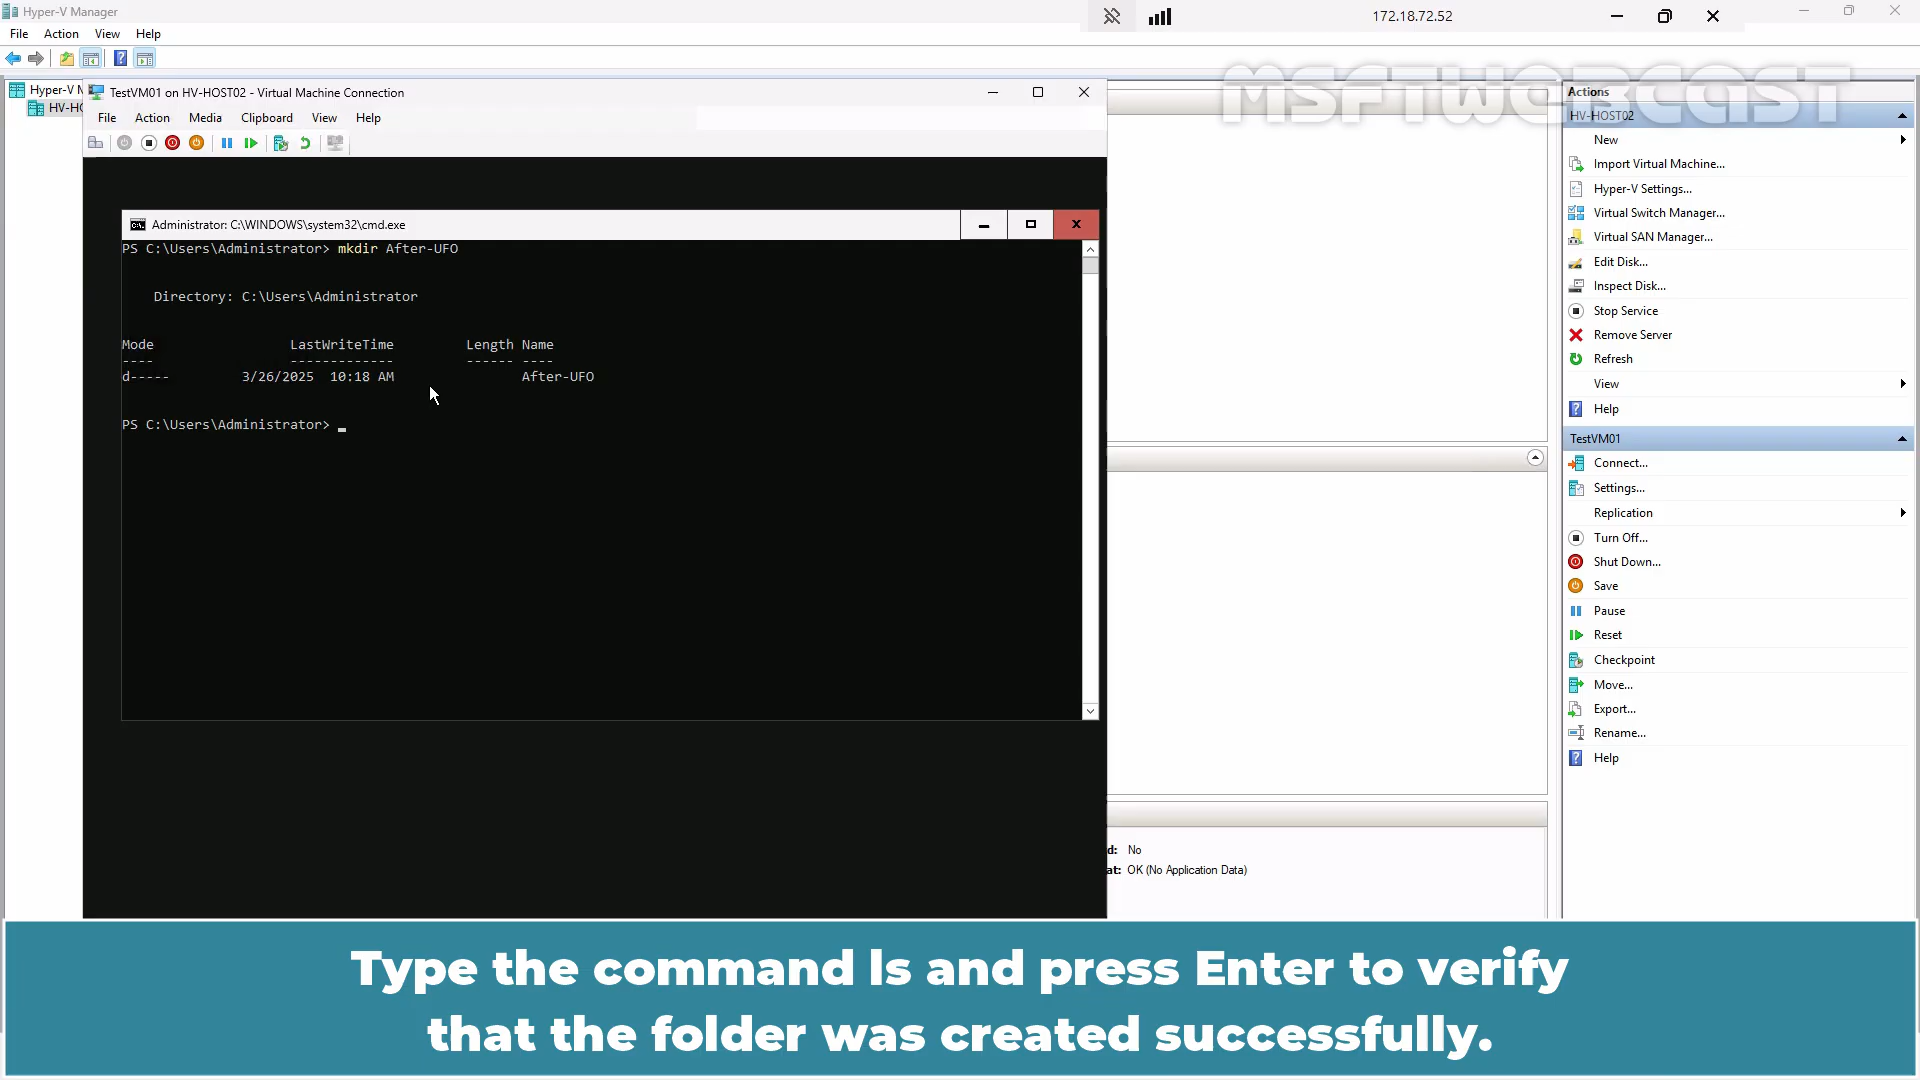 Hyper-V Manager
172.18.72.52
File Action View Help
Hyper-V M
HV-HO
TestVM01 on HV-HOST02 - Virtual Machine Connection
File Action Media Clipboard View Help
Administrator: C:\WINDOWS\system32\cmd.exe
PS C:\Users\Administrator> mkdir After-UFO
Directory: C:\Users\Administrator
Mode LastWriteTime Length Name
---- ------------- ------ ----
d----- 3/26/2025 10:18 AM After-UFO
PS C:\Users\Administrator> _
d: No
at: OK (No Application Data)
MSFTWEBCAST
Actions
HV-HOST02
New
Import Virtual Machine...
Hyper-V Settings...
Virtual Switch Manager...
Virtual SAN Manager...
Edit Disk...
Inspect Disk...
Stop Service
Remove Server
Refresh
View
Help
TestVM01
Connect...
Settings...
Replication
Turn Off...
Shut Down...
Save
Pause
Reset
Checkpoint
Move...
Export...
Rename...
Help
Type the command ls and press Enter to verify
that the folder was created successfully.